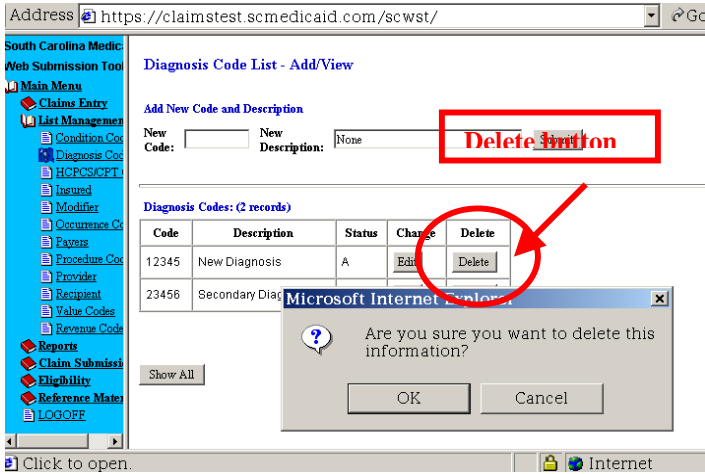 Address https://claimstest.scmedicaid.com/scwst/ Go
South Carolina Medic
Web Submission Tool
Main Menu
Claims Entry
List Managemen
Condition Coc
Diagnosis Cod
HCPCS/CPT
Insured
Modifier
Occurrence Co
Payers
Procedure Coc
Provider
Recipient
Value Codes
Revenue Code
Reports
Claim Submissi
Eligibility
Reference Mater
LOGOFF
Diagnosis Code List - Add/View
Add New Code and Description
New Code: New Description: None Submit
Delete button
Diagnosis Codes: (2 records)
Code Description Status Change Delete
12345 New Diagnosis A Edit Delete
23456 Secondary Diag
Microsoft Internet Explorer
Are you sure you want to delete this
information?
OK Cancel
Show All
Click to open. Internet